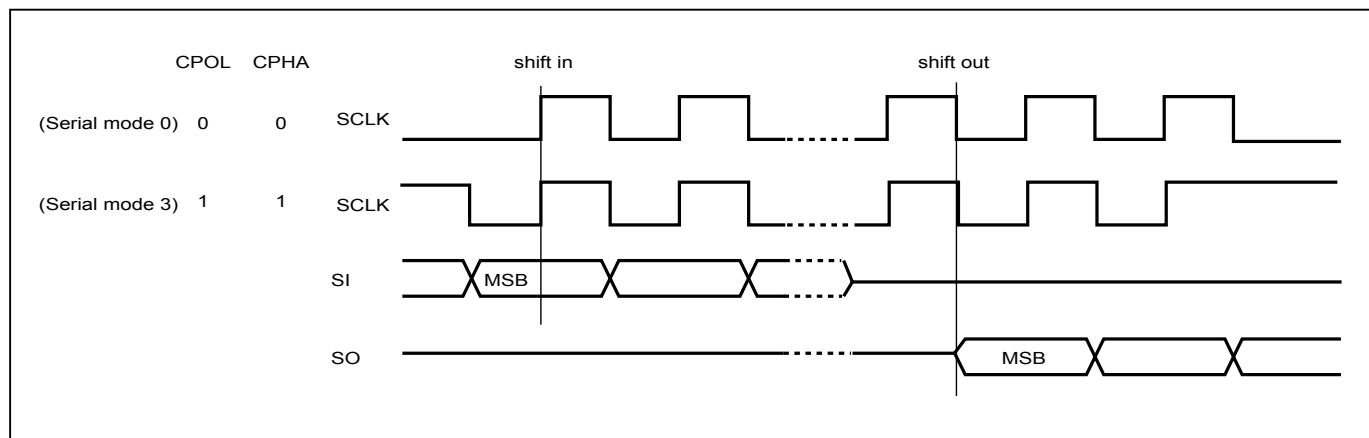 CPOL CPHA shift in shift out
(Serial mode 0) 0 0 SCLK
(Serial mode 3) 1 1 SCLK
SI MSB
SO MSB